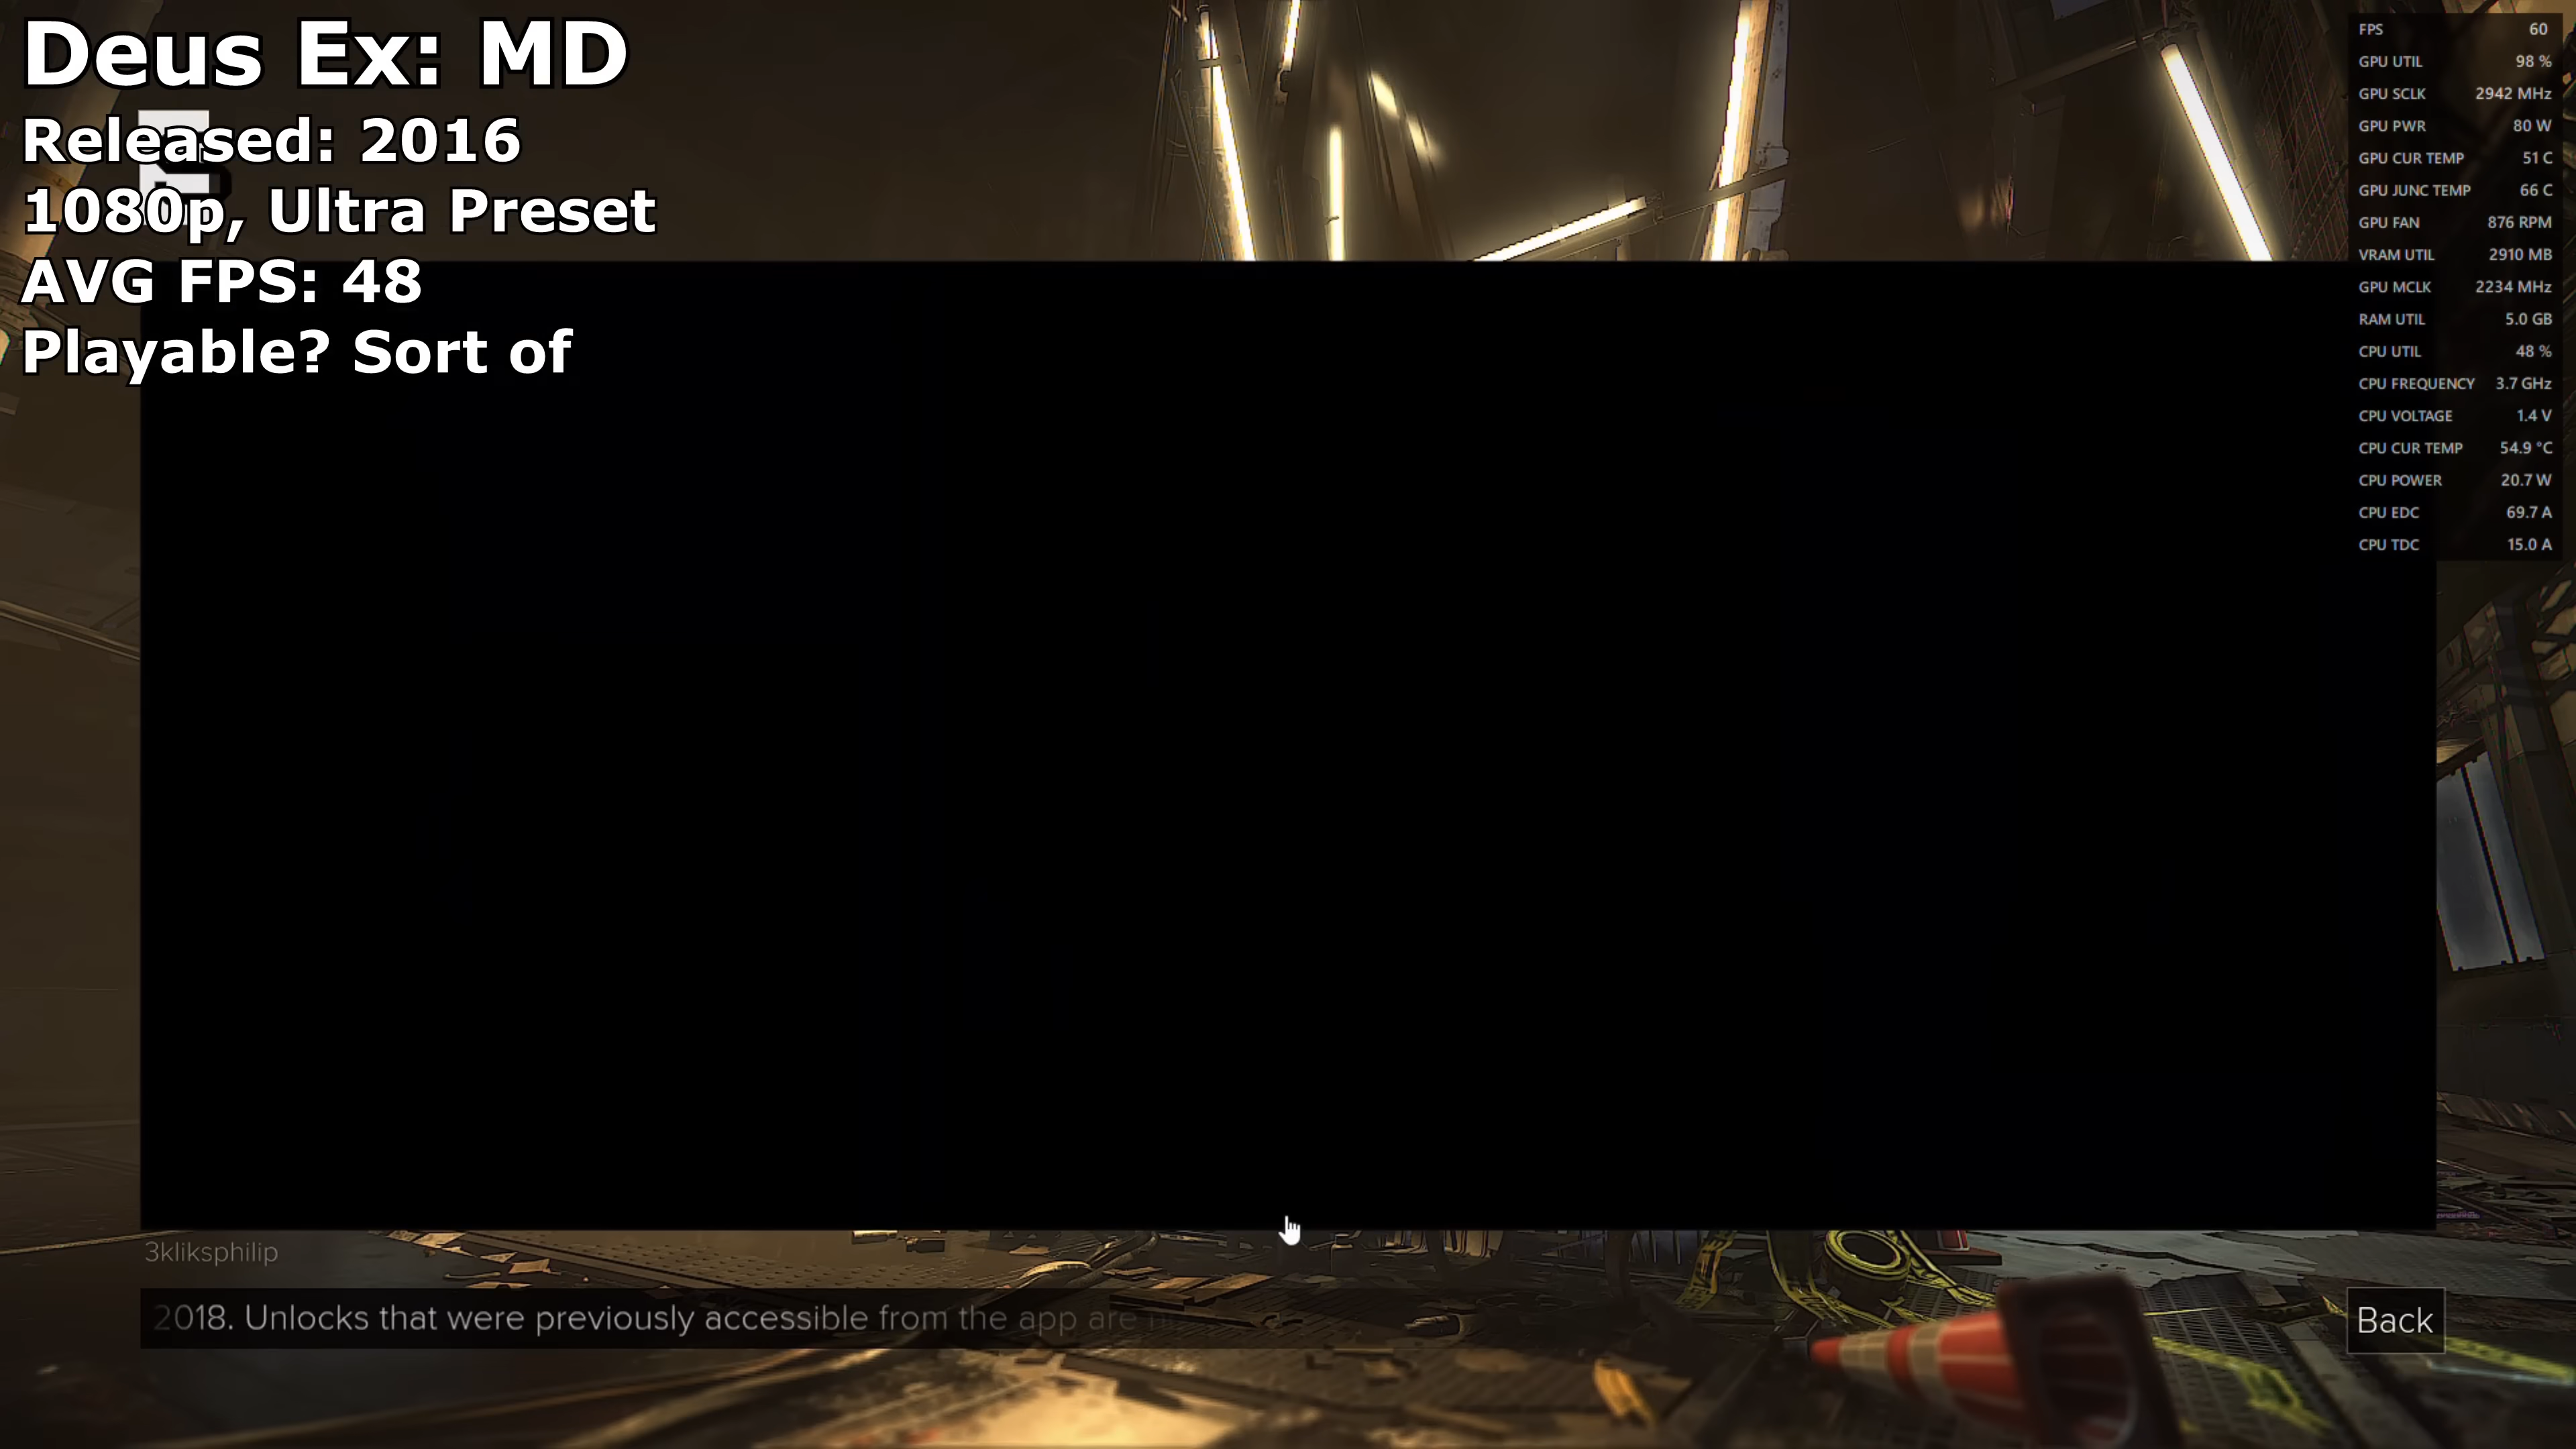 Deus Ex: MD
Released: 2016
1080p, Ultra Preset
AVG FPS: 48
Playable? Sort of
FPS 60
GPU UTIL 98 %
GPU SCLK 2942 MHz
GPU PWR 80 W
GPU CUR TEMP 51 C
GPU JUNC TEMP 66 C
GPU FAN 876 RPM
VRAM UTIL 2910 MB
GPU MCLK 2234 MHz
RAM UTIL 5.0 GB
CPU UTIL 48 %
CPU FREQUENCY 3.7 GHz
CPU VOLTAGE 1.4 V
CPU CUR TEMP 54.9 °C
CPU POWER 20.7 W
CPU EDC 69.7 A
CPU TDC 15.0 A
3kliksphilip
2018. Unlocks that were previously accessible from the app are
Back